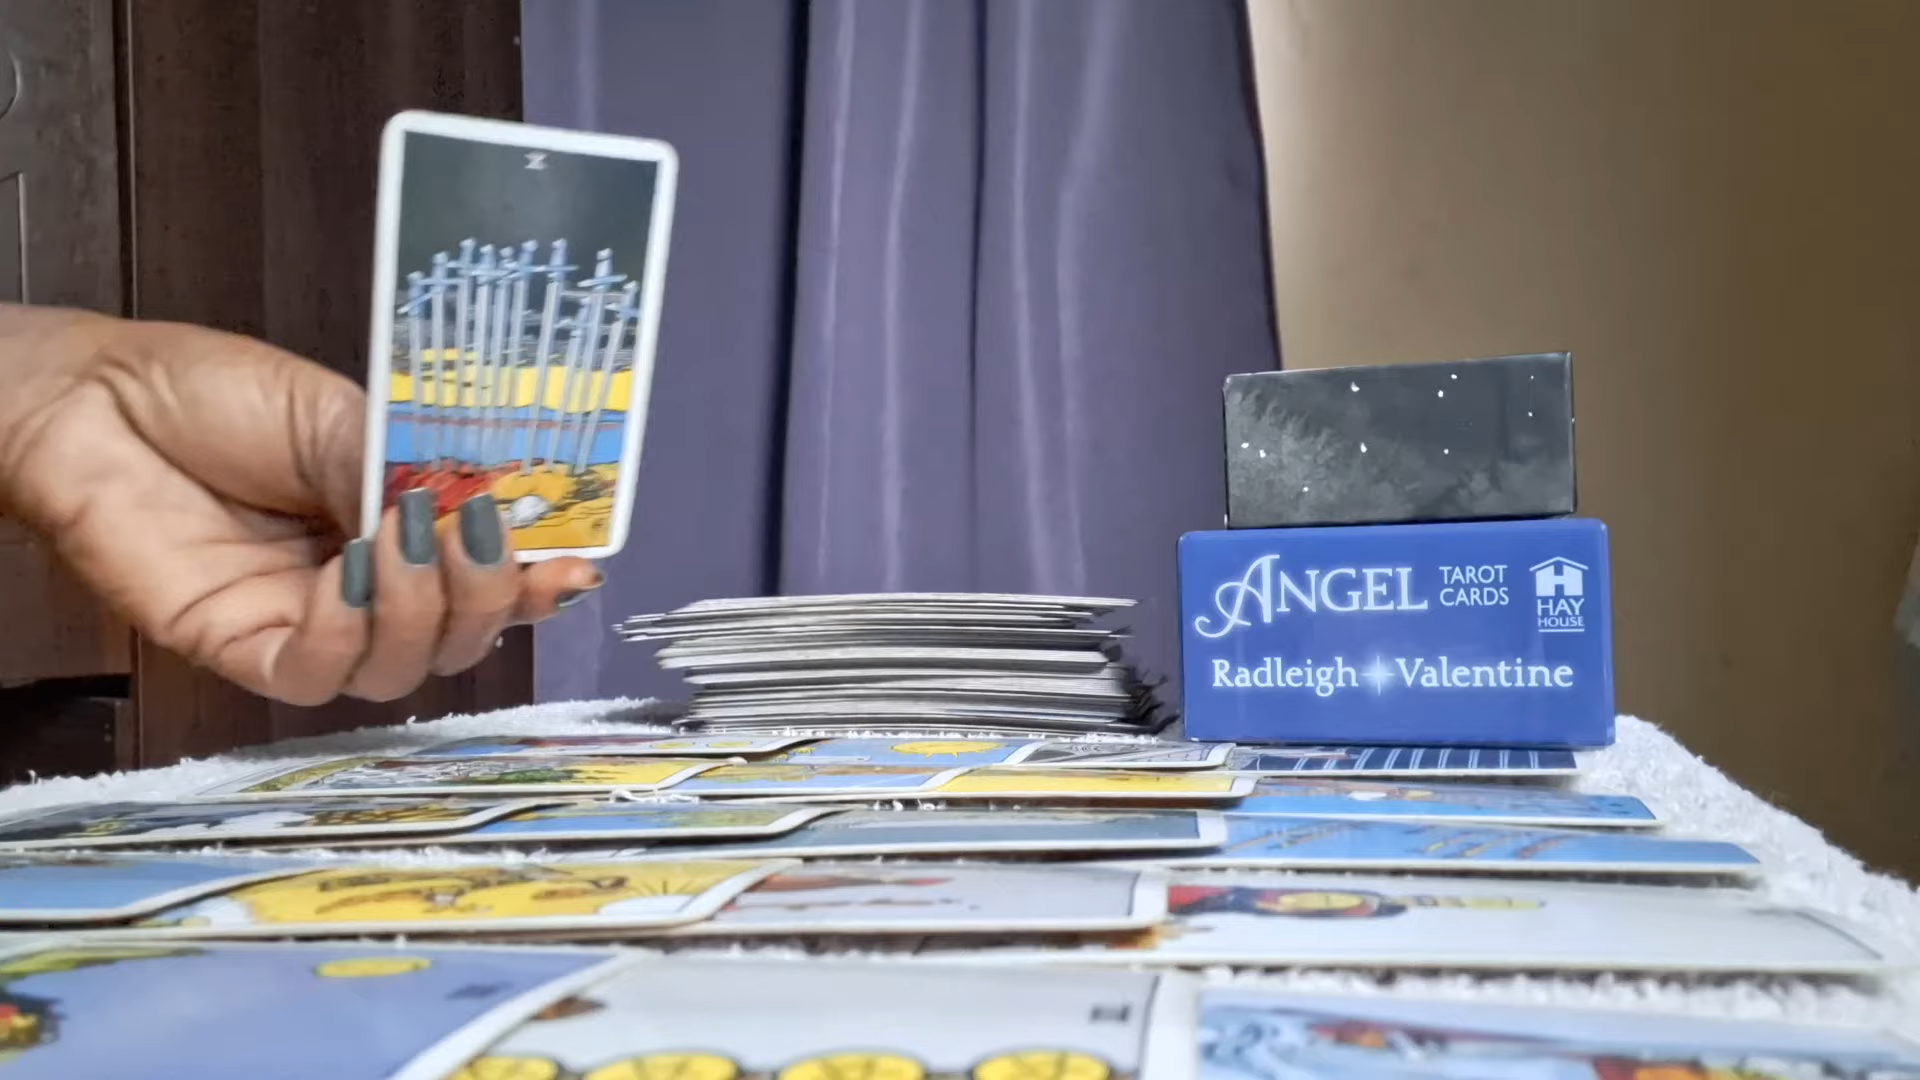 X
ANGEL
TAROT
CARDS
HAY
HOUSE
Radleigh Valentine